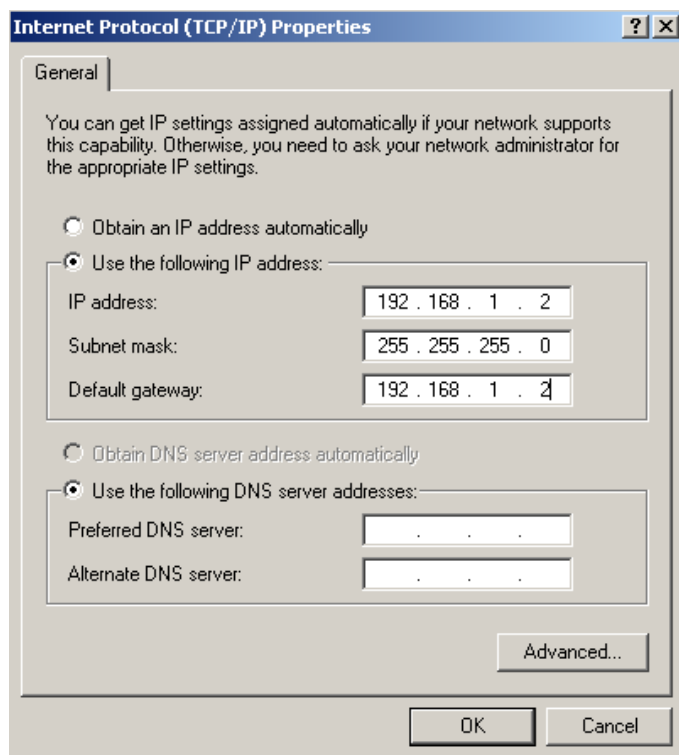 Internet Protocol (TCP/IP) Properties
General
You can get IP settings assigned automatically if your network supports
this capability. Otherwise, you need to ask your network administrator for
the appropriate IP settings.
Obtain an IP address automatically
Use the following IP address:
IP address: 192 . 168 . 1 . 2
Subnet mask: 255 . 255 . 255 . 0
Default gateway: 192 . 168 . 1 . 2
Obtain DNS server address automatically
Use the following DNS server addresses:
Preferred DNS server: . . .
Alternate DNS server: . . .
Advanced...
OK Cancel